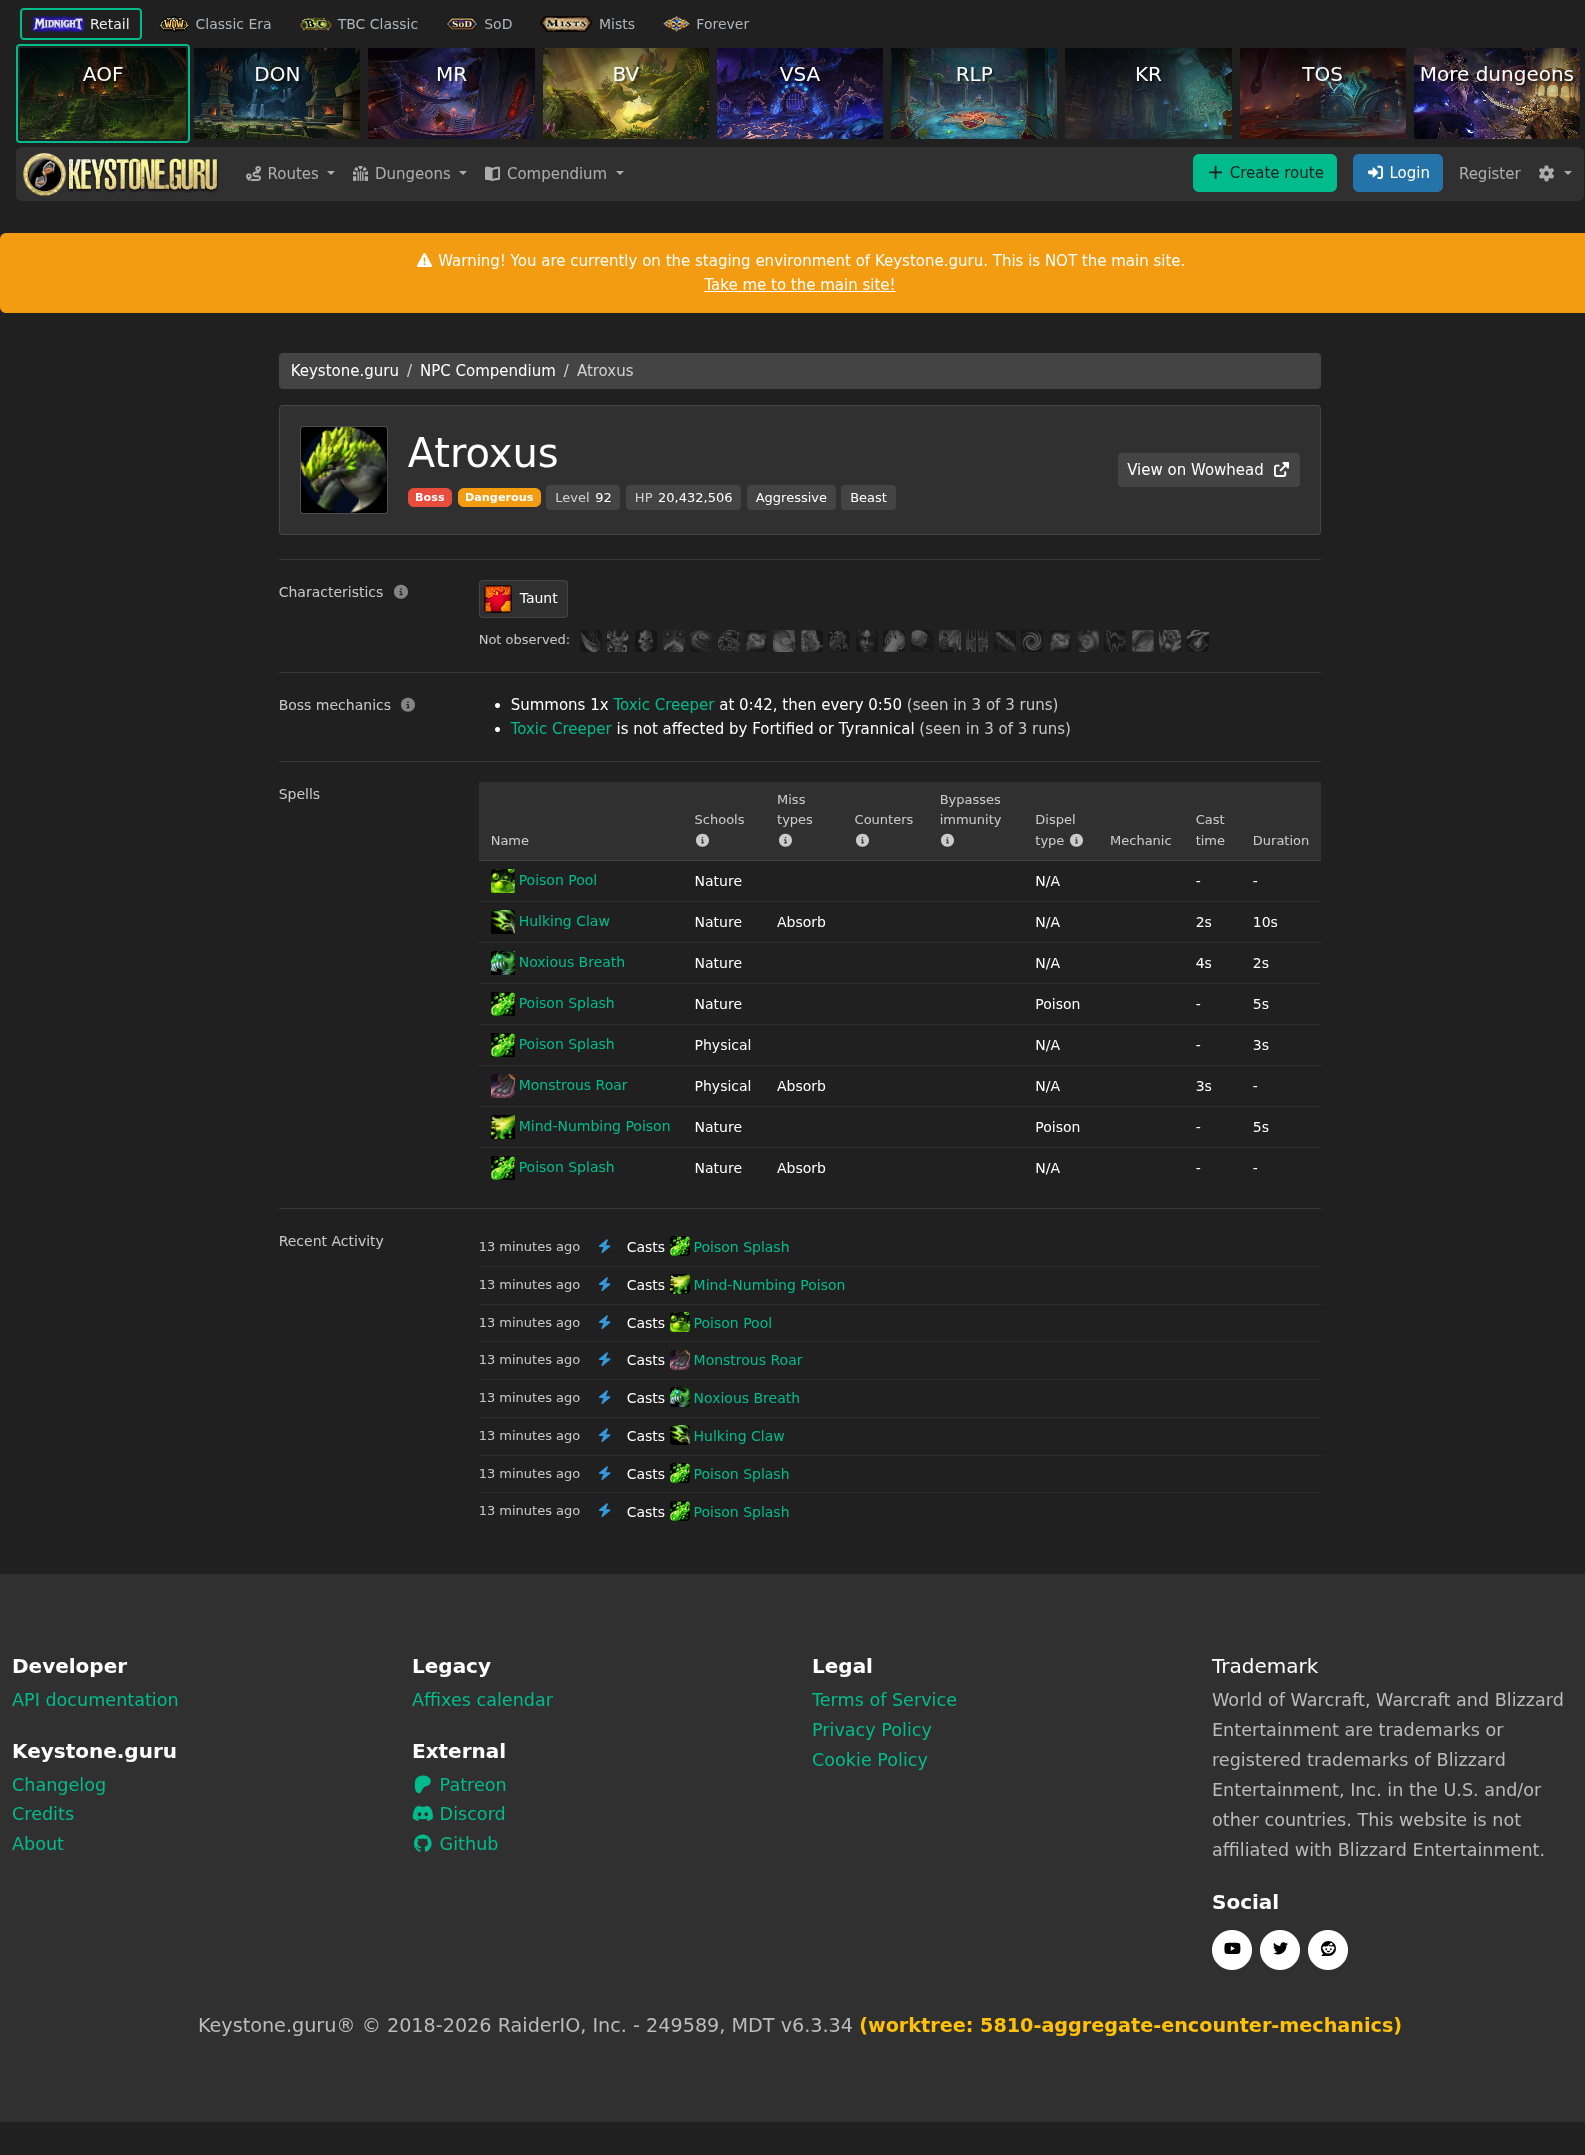 MIDNIGHT Retail WOW Classic Era BC TBC Classic SoD SoD MISTS Mists Forever
AOF DON MR BV VSA RLP KR TOS More dungeons
KEYSTONE.GURU Routes Dungeons Compendium Create route Login Register
Warning! You are currently on the staging environment of Keystone.guru. This is NOT the main site.
Take me to the main site!
Keystone.guru / NPC Compendium / Atroxus
Atroxus
View on Wowhead
Boss Dangerous Level 92 HP 20,432,506 Aggressive Beast
Characteristics Taunt
Not observed:
Boss mechanics • Summons 1x Toxic Creeper at 0:42, then every 0:50 (seen in 3 of 3 runs)
• Toxic Creeper is not affected by Fortified or Tyrannical (seen in 3 of 3 runs)
Spells
Name Schools Miss types Counters Bypasses immunity Dispel type Mechanic Cast time Duration
Poison Pool Nature N/A - -
Hulking Claw Nature Absorb N/A 2s 10s
Noxious Breath Nature N/A 4s 2s
Poison Splash Nature Poison - 5s
Poison Splash Physical N/A - 3s
Monstrous Roar Physical Absorb N/A 3s -
Mind-Numbing Poison Nature Poison - 5s
Poison Splash Nature Absorb N/A - -
Recent Activity
13 minutes ago Casts Poison Splash
13 minutes ago Casts Mind-Numbing Poison
13 minutes ago Casts Poison Pool
13 minutes ago Casts Monstrous Roar
13 minutes ago Casts Noxious Breath
13 minutes ago Casts Hulking Claw
13 minutes ago Casts Poison Splash
13 minutes ago Casts Poison Splash
Developer
API documentation
Keystone.guru
Changelog
Credits
About
Legacy
Affixes calendar
External
Patreon
Discord
Github
Legal
Terms of Service
Privacy Policy
Cookie Policy
Trademark
World of Warcraft, Warcraft and Blizzard
Entertainment are trademarks or
registered trademarks of Blizzard
Entertainment, Inc. in the U.S. and/or
other countries. This website is not
affiliated with Blizzard Entertainment.
Social
Keystone.guru® © 2018-2026 RaiderIO, Inc. - 249589, MDT v6.3.34 (worktree: 5810-aggregate-encounter-mechanics)